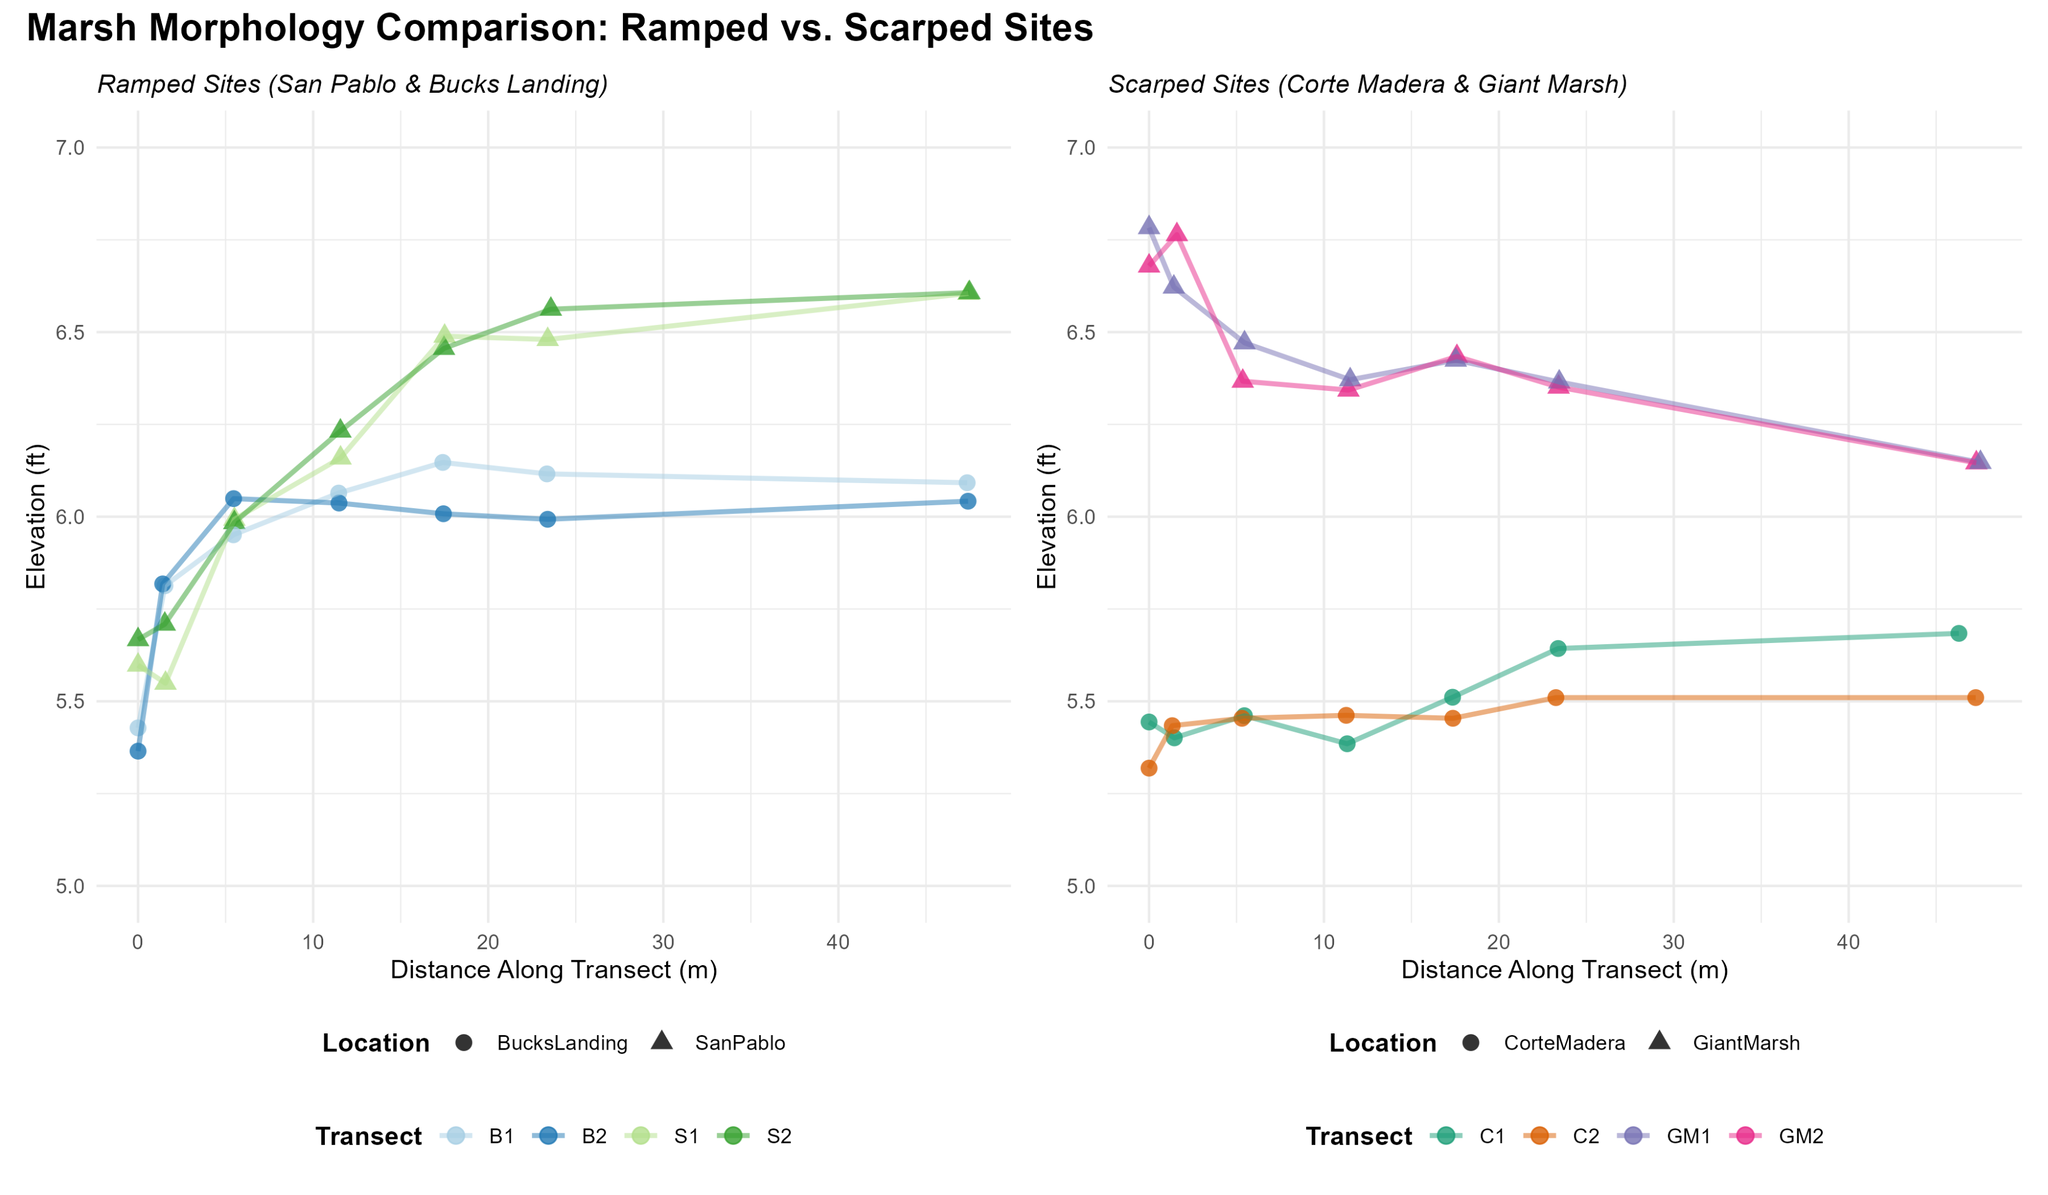 Marsh Morphology Comparison: Ramped vs. Scarped Sites
Ramped Sites (San Pablo & Bucks Landing)
7.0
6.5
6.0
5.5
5.0
Elevation (ft)
0 10 20 30 40
Distance Along Transect (m)
Location BucksLanding SanPablo
Transect B1 B2 S1 S2
Scarped Sites (Corte Madera & Giant Marsh)
7.0
6.5
6.0
5.5
5.0
Elevation (ft)
0 10 20 30 40
Distance Along Transect (m)
Location CorteMadera GiantMarsh
Transect C1 C2 GM1 GM2